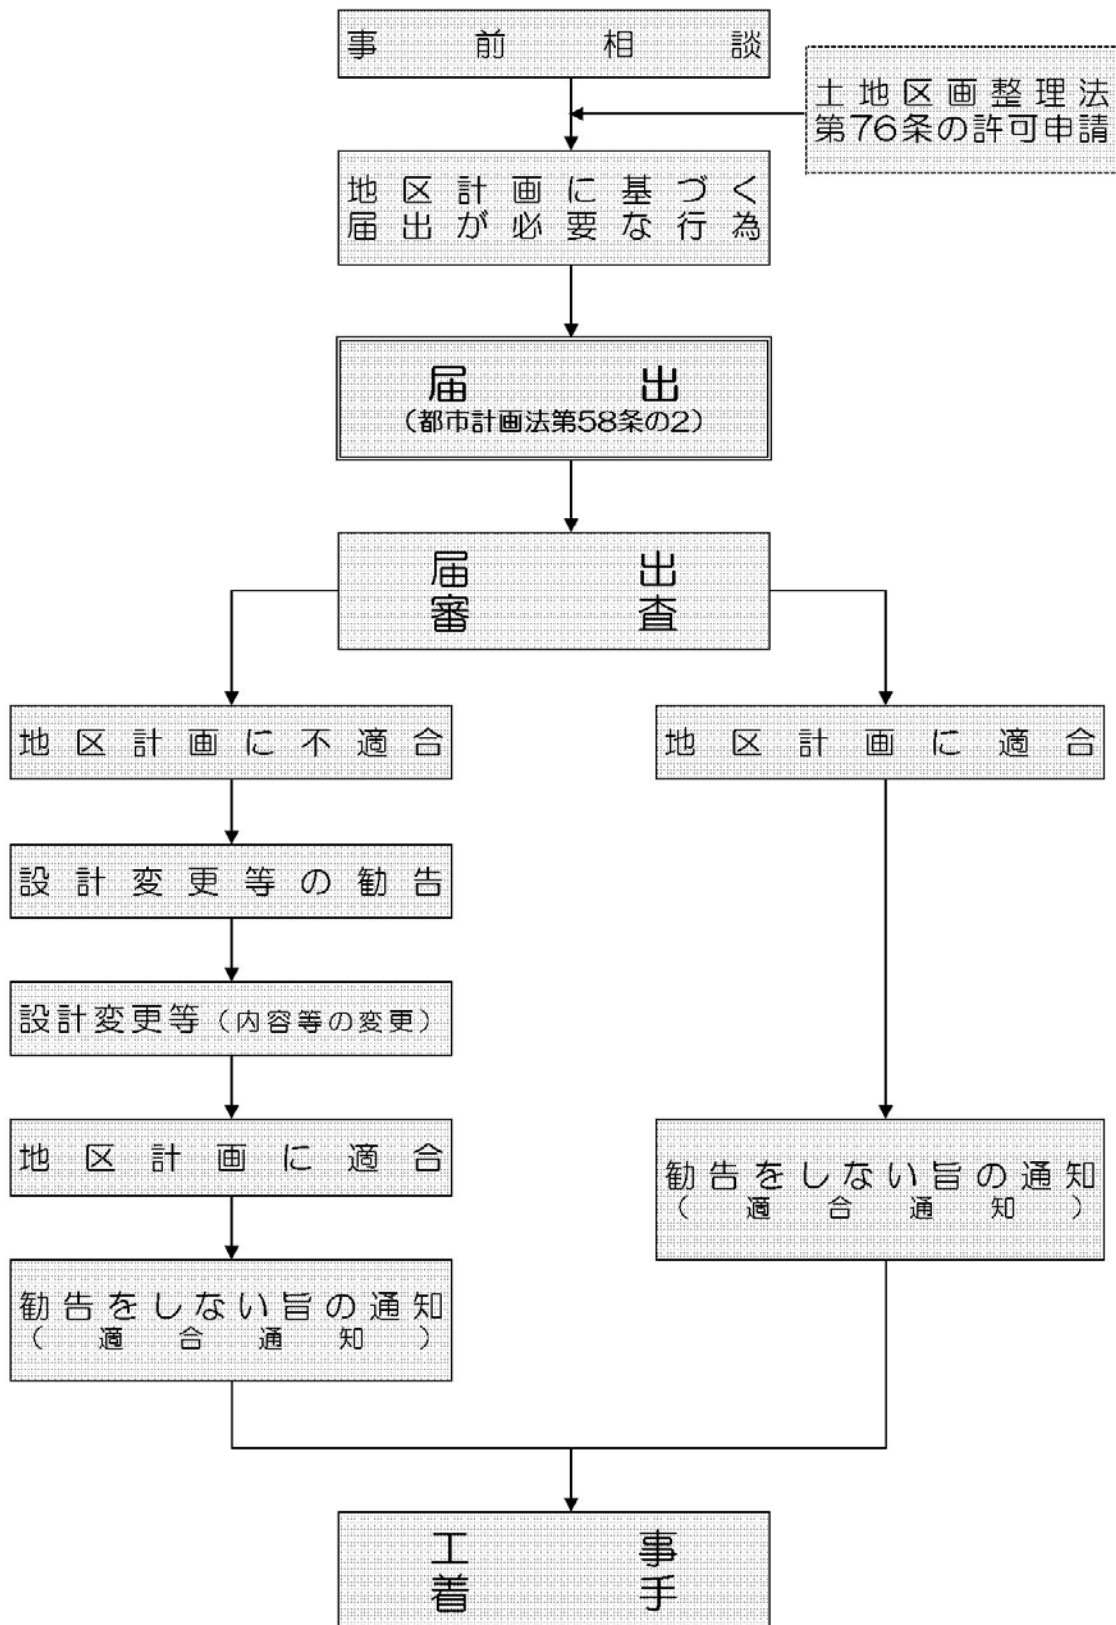 事前相談
土地区画整理法
第76条の許可申請
地区計画に基づく
届出が必要な行為
届出
（都市計画法第58条の2）
届出
審査
地区計画に不適合
地区計画に適合
設計変更等の勧告
設計変更等（内容等の変更）
地区計画に適合
勧告をしない旨の通知
（適合通知）
勧告をしない旨の通知
（適合通知）
工事
着手